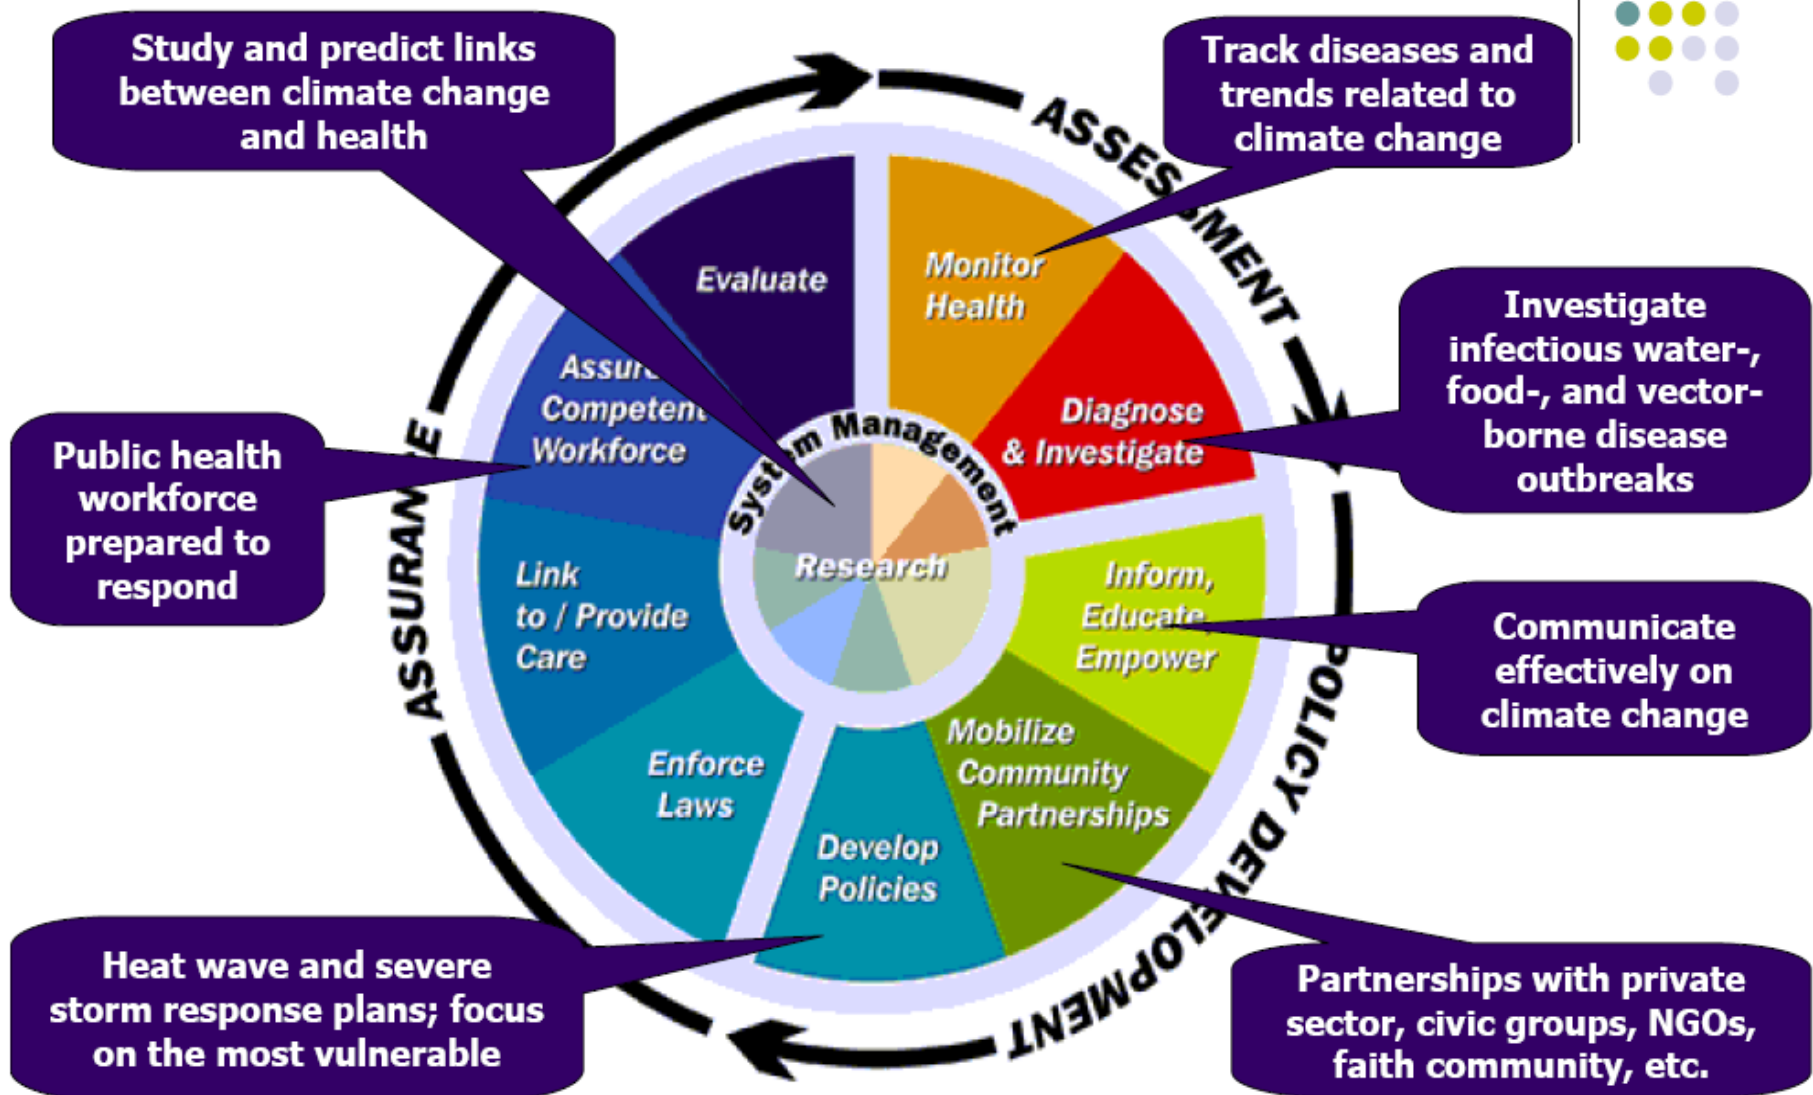 Study and predict links
between climate change
and health
Track diseases and
trends related to
climate change
ASSESSMENT
Evaluate
Monitor
Health
Investigate
infectious water-,
food-, and vector-
borne disease
outbreaks
Assure
Competent
Workforce
Diagnose
& Investigate
System Management
Public health
workforce
prepared to
respond
ASSURANCE
Research
Link
to / Provide
Care
Inform,
Educate,
Empower
Communicate
effectively on
climate change
POLICY DEVELOPMENT
Mobilize
Community
Partnerships
Enforce
Laws
Develop
Policies
Heat wave and severe
storm response plans; focus
on the most vulnerable
Partnerships with private
sector, civic groups, NGOs,
faith community, etc.